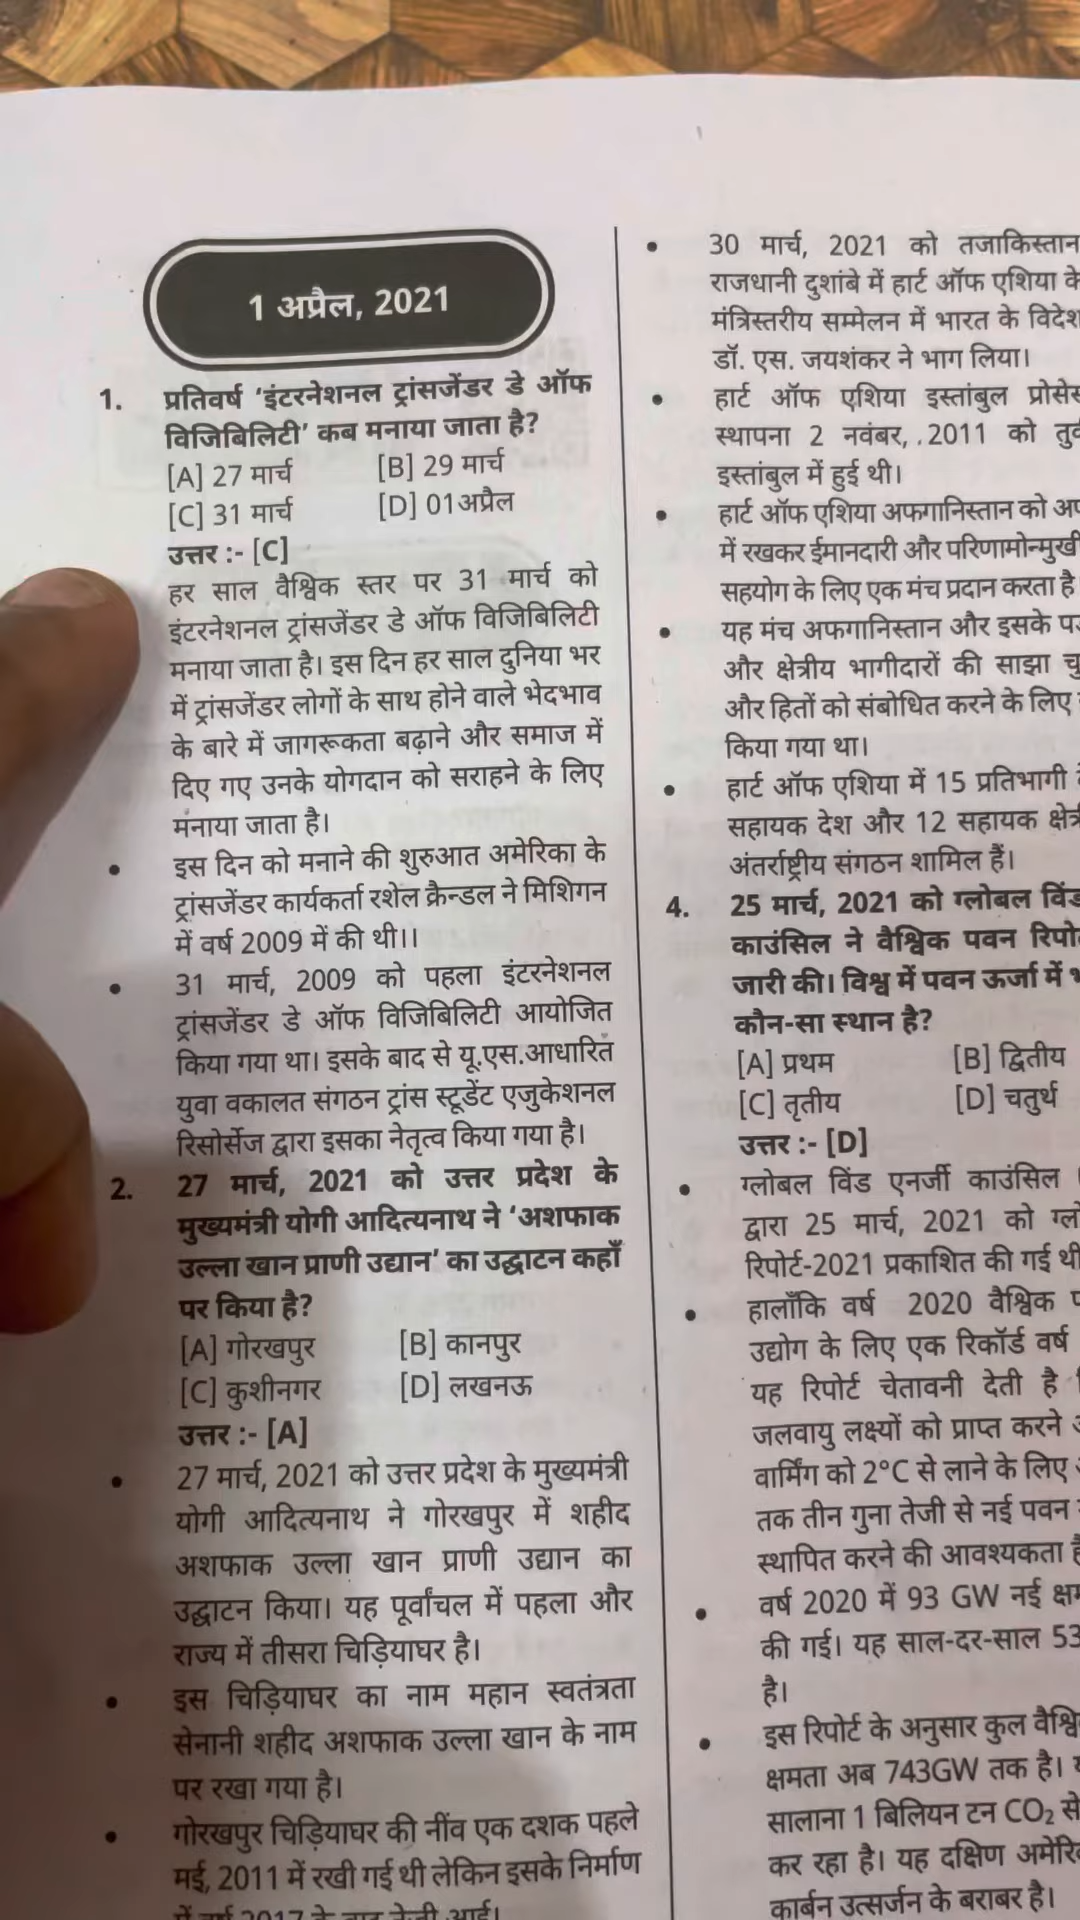 1 अप्रैल, 2021
1. प्रतिवर्ष ‘इंटरनेशनल ट्रांसजेंडर डे ऑफ
विजिबिलिटी’ कब मनाया जाता है?
[A] 27 मार्च [B] 29 मार्च
[C] 31 मार्च [D] 01अप्रैल
उत्तर :- [C]
हर साल वैश्विक स्तर पर 31 मार्च को
इंटरनेशनल ट्रांसजेंडर डे ऑफ विजिबिलिटी
मनाया जाता है। इस दिन हर साल दुनिया भर
में ट्रांसजेंडर लोगों के साथ होने वाले भेदभाव
के बारे में जागरूकता बढ़ाने और समाज में
दिए गए उनके योगदान को सराहने के लिए
मनाया जाता है।
• इस दिन को मनाने की शुरुआत अमेरिका के
ट्रांसजेंडर कार्यकर्ता रशेल क्रैन्डल ने मिशिगन
में वर्ष 2009 में की थी।।
• 31 मार्च, 2009 को पहला इंटरनेशनल
ट्रांसजेंडर डे ऑफ विजिबिलिटी आयोजित
किया गया था। इसके बाद से यू.एस.आधारित
युवा वकालत संगठन ट्रांस स्टूडेंट एजुकेशनल
रिसोर्सेज द्वारा इसका नेतृत्व किया गया है।
2. 27 मार्च, 2021 को उत्तर प्रदेश के
मुख्यमंत्री योगी आदित्यनाथ ने ‘अशफाक
उल्ला खान प्राणी उद्यान’ का उद्घाटन कहाँ
पर किया है?
[A] गोरखपुर [B] कानपुर
[C] कुशीनगर [D] लखनऊ
उत्तर :- [A]
• 27 मार्च, 2021 को उत्तर प्रदेश के मुख्यमंत्री
योगी आदित्यनाथ ने गोरखपुर में शहीद
अशफाक उल्ला खान प्राणी उद्यान का
उद्घाटन किया। यह पूर्वांचल में पहला और
राज्य में तीसरा चिड़ियाघर है।
• इस चिड़ियाघर का नाम महान स्वतंत्रता
सेनानी शहीद अशफाक उल्ला खान के नाम
पर रखा गया है।
• गोरखपुर चिड़ियाघर की नींव एक दशक पहले
मई, 2011 में रखी गई थी लेकिन इसके निर्माण
में वर्ष 2017 के बाद तेजी आई।
• 30 मार्च, 2021 को तजाकिस्तान
राजधानी दुशांबे में हार्ट ऑफ एशिया के
मंत्रिस्तरीय सम्मेलन में भारत के विदेश
डॉ. एस. जयशंकर ने भाग लिया।
• हार्ट ऑफ एशिया इस्तांबुल
स्थापना 2 नवंबर, 2011 को
इस्तांबुल में हुई थी।
• हार्ट ऑफ एशिया अफगानिस्तान को
में रखकर ईमानदारी और परिणामोन्मुखी
सहयोग के लिए एक मंच प्रदान करता है
• यह मंच अफगानिस्तान और इसके
और क्षेत्रीय भागीदारों की साझा
और हितों को संबोधित करने के लिए
किया गया था।
• हार्ट ऑफ एशिया में 15 प्रतिभागी
सहायक देश और 12 सहायक
अंतर्राष्ट्रीय संगठन शामिल हैं।
4. 25 मार्च, 2021 को ग्लोबल विंड
काउंसिल ने वैश्विक पवन
जारी की। विश्व में पवन ऊर्जा में
कौन-सा स्थान है?
[A] प्रथम [B] द्वितीय
[C] तृतीय [D] चतुर्थ
उत्तर :- [D]
• ग्लोबल विंड एनर्जी काउंसिल
द्वारा 25 मार्च, 2021 को
रिपोर्ट-2021 प्रकाशित की गई थी
• हालाँकि वर्ष 2020 वैश्विक
उद्योग के लिए एक रिकॉर्ड वर्ष
यह रिपोर्ट चेतावनी देती है
जलवायु लक्ष्यों को प्राप्त करने
वार्मिंग को 2°C से लाने के लिए
तक तीन गुना तेजी से नई पवन
स्थापित करने की आवश्यकता
• वर्ष 2020 में 93 GW नई
की गई। यह साल-दर-साल 53
है।
• इस रिपोर्ट के अनुसार कुल
क्षमता अब 743GW तक है।
सालाना 1 बिलियन टन CO₂ से
कर रहा है। यह दक्षिण
कार्बन उत्सर्जन के बराबर है।